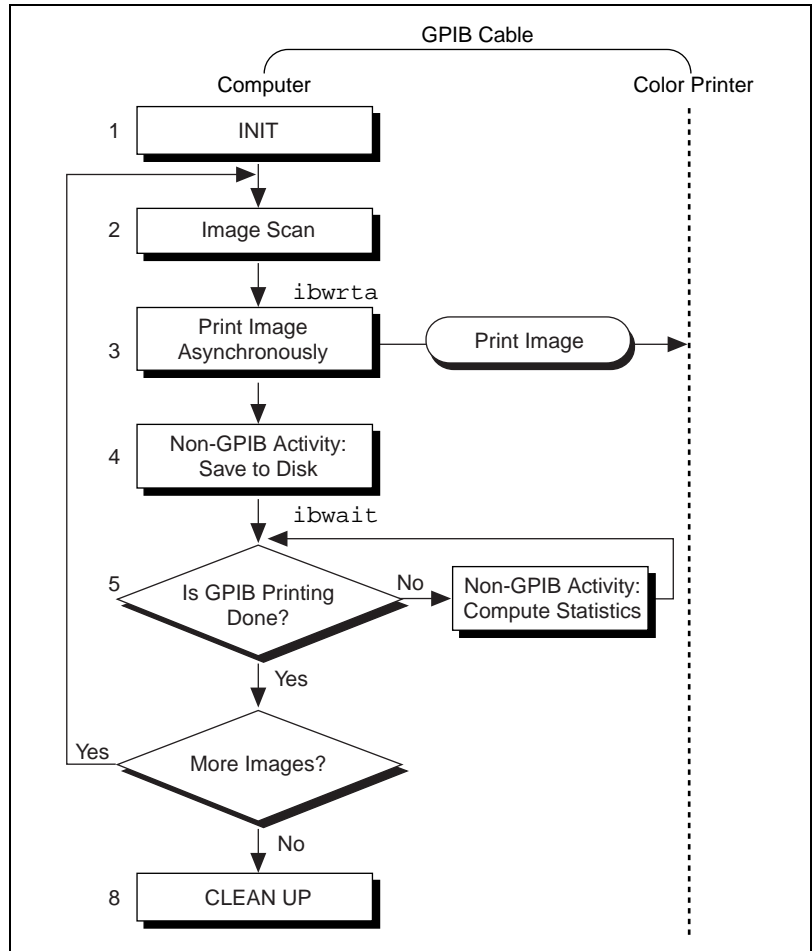 GPIB Cable
Computer
Color Printer
1
INIT
2
Image Scan
ibwrta
3
Print Image
Asynchronously
Print Image
4
Non-GPIB Activity:
Save to Disk
ibwait
5
Is GPIB Printing
Done?
No
Non-GPIB Activity:
Compute Statistics
Yes
Yes
More Images?
No
8
CLEAN UP